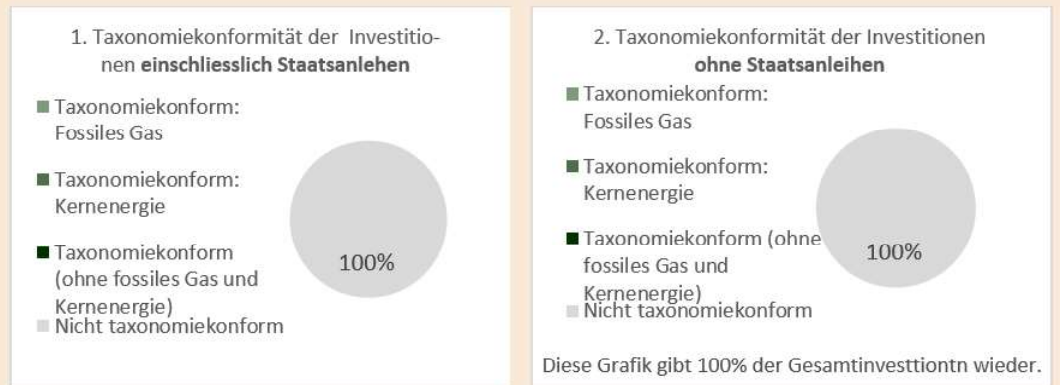 1. Taxonomiekonformität der Investitio-
nen einschliesslich Staatsanlehen
Taxonomiekonform:
Fossiles Gas
Taxonomiekonform:
Kernenergie
Taxonomiekonform
(ohne fossiles Gas und
Kernenergie)
Nicht taxonomiekonform
100%
2. Taxonomiekonformität der Investitionen
ohne Staatsanleihen
Taxonomiekonform:
Fossiles Gas
Taxonomiekonform:
Kernenergie
Taxonomiekonform (ohne
fossiles Gas und
Kernenergie)
Nicht taxonomiekonform
100%
Diese Grafik gibt 100% der Gesamtinvesttiontn wieder.